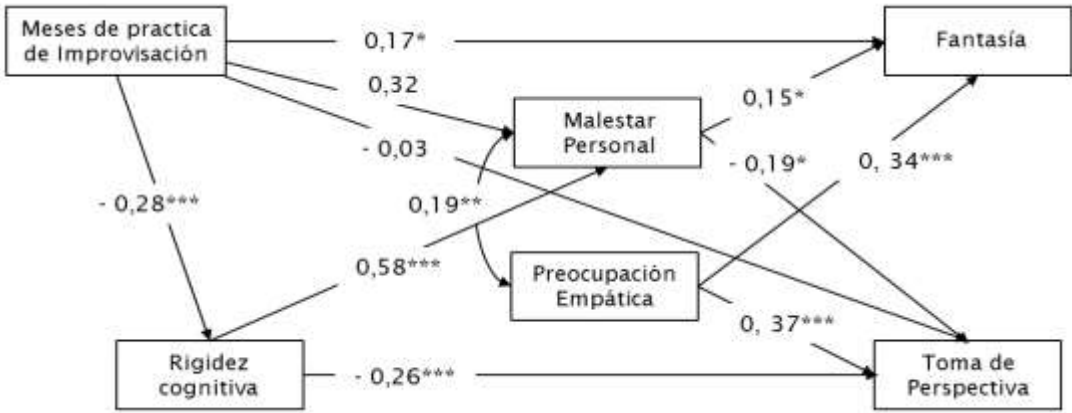 Meses de practica
de Improvisación
0,17*
Fantasía
0,32
Malestar
Personal
0,15*
- 0,03
- 0,19*
0, 34***
- 0,28***
0,19**
0,58***
Preocupación
Empática
0, 37***
Rigidez
cognitiva
- 0,26***
Toma de
Perspectiva